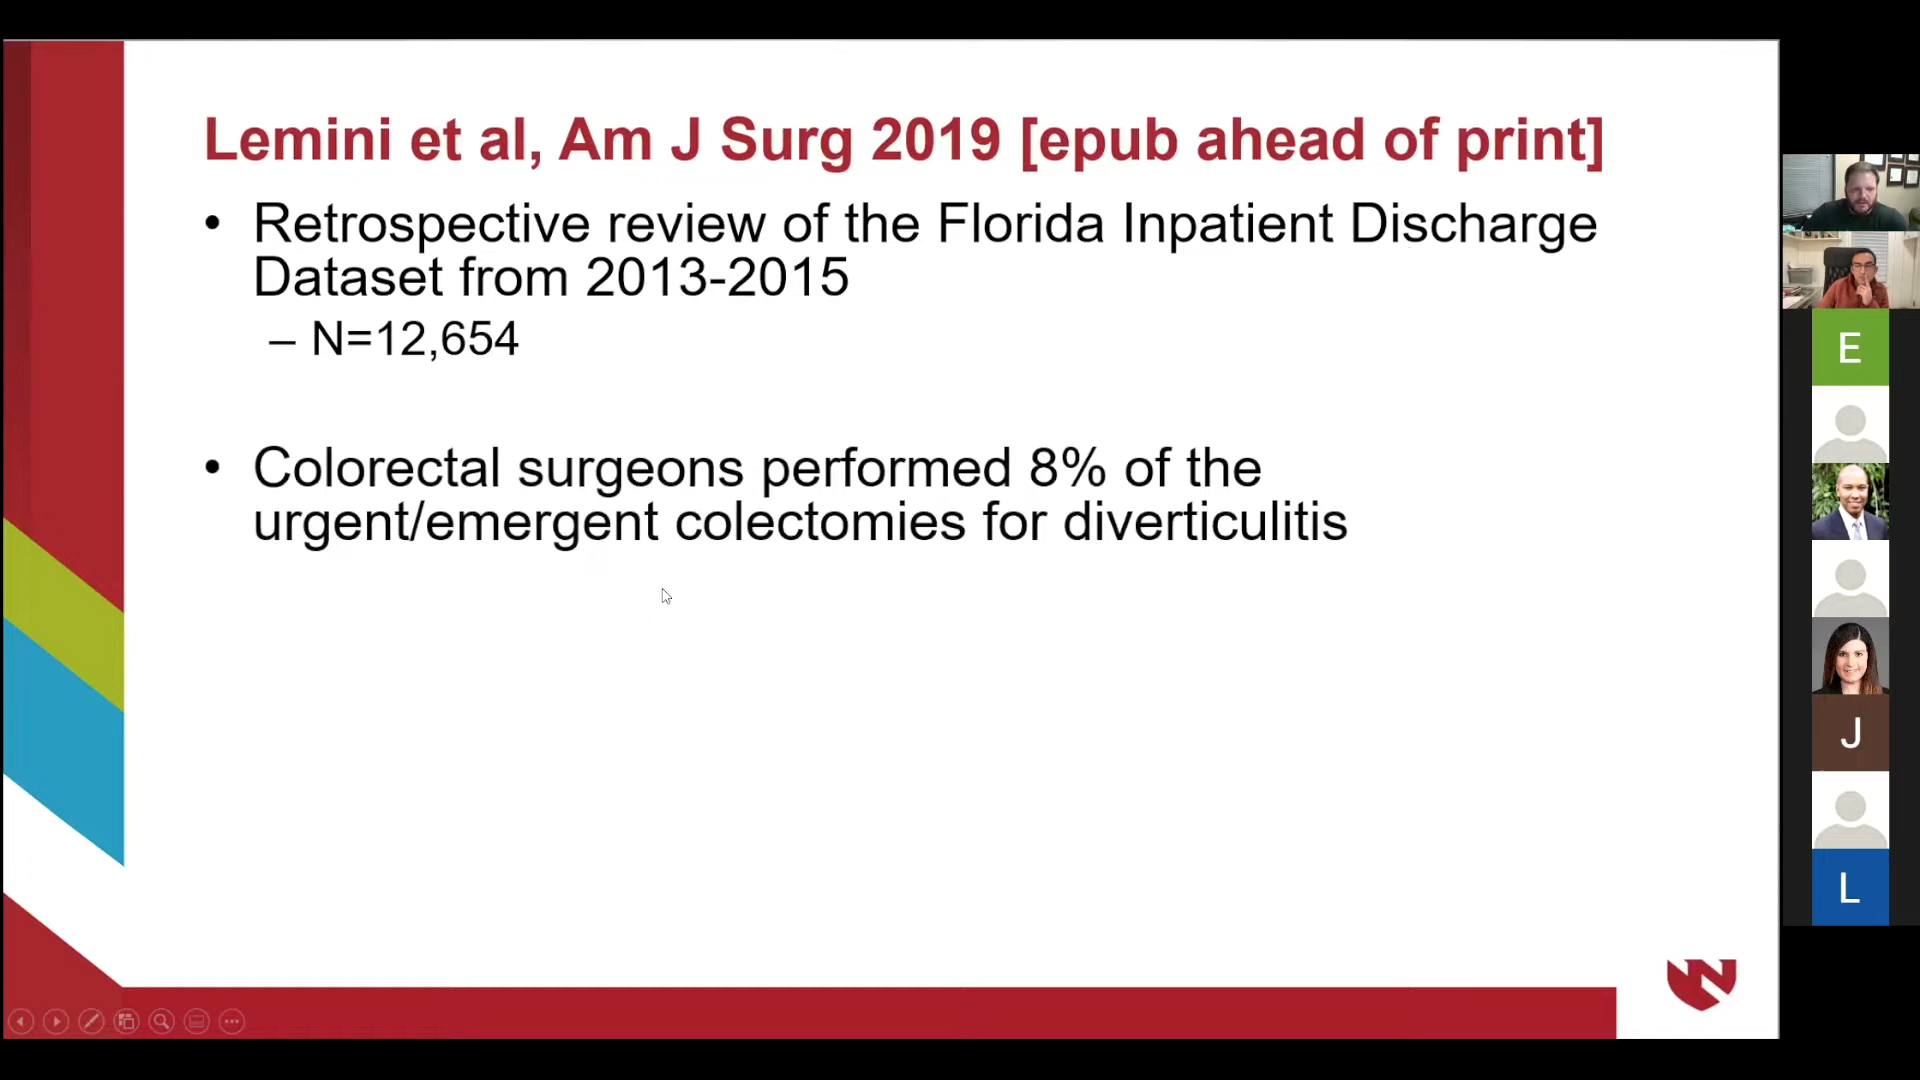 Lemini et al, Am J Surg 2019 [epub ahead of print]
• Retrospective review of the Florida Inpatient Discharge
Dataset from 2013-2015
– N=12,654
• Colorectal surgeons performed 8% of the
urgent/emergent colectomies for diverticulitis
E
J
L
N